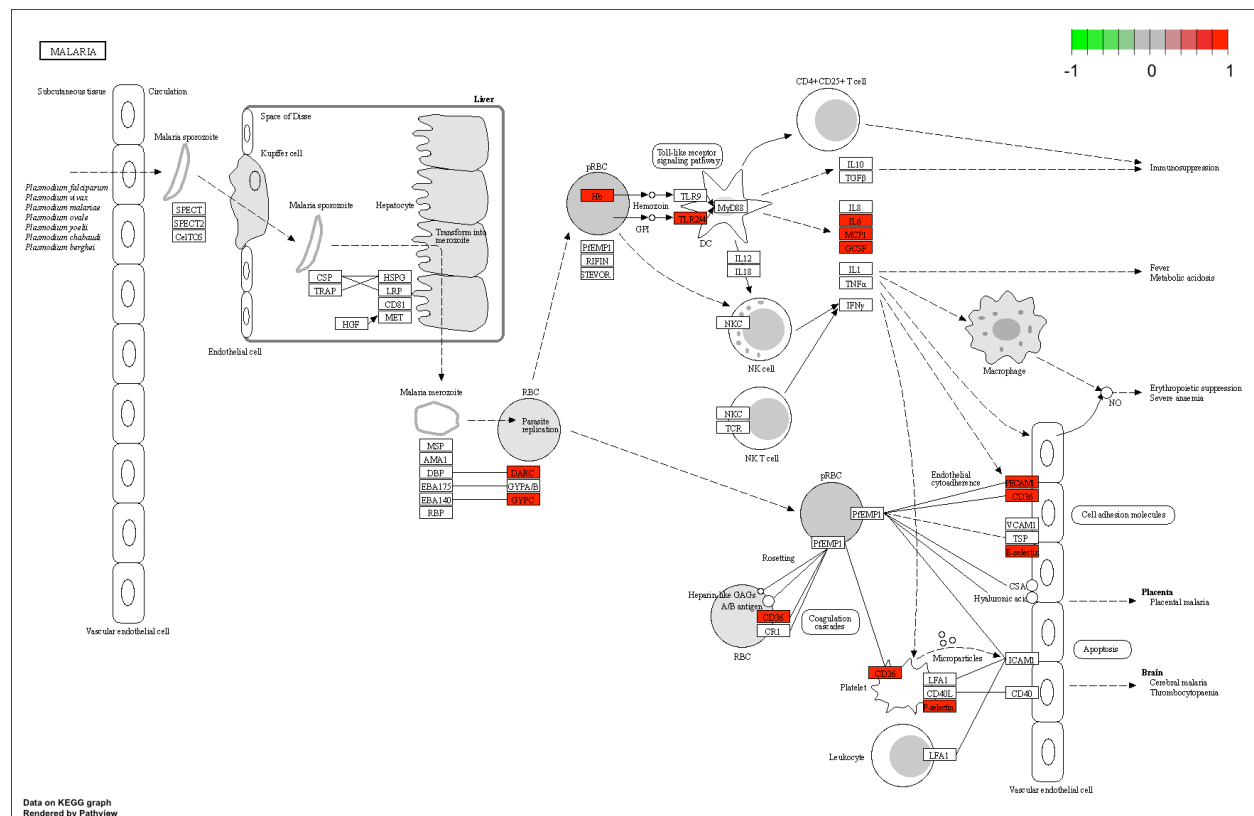 MALARIA
-1 0 1
Subcutaneous tissue
Circulation
Malaria sporozoite
Plasmodium falciparum
Plasmodium vivax
Plasmodium malariae
Plasmodium ovale
Plasmodium yoelii
Plasmodium chabaudi
Plasmodium berghei
SPECT
SPECT2
CelTOS
Vascular endothelial cell
Liver
Space of Disse
Kupffer cell
Malaria sporozoite
Hepatocyte
Transform into
merozoite
CSP
TRAP
HSPG
LRP
CD81
MET
HGF
Endothelial cell
Malaria merozoite
MSP
AMA1
DBP
EBA175
EBA140
RBP
RBC
Parasite
replication
DARC
GYPA/B
GYPC
pRBC
Hb
Hemozoin
GPI
PfEMP1
RIFIN
STEVOR
Toll-like receptor
signaling pathway
TLR9
TLR2/4
MyD88
DC
IL12
IL18
NKC
NK cell
NKC
TCR
NK T cell
CD4+CD25+ T cell
IL10
TGFβ
IL8
IL6
MCP1
GCSF
IL1
TNFα
IFNγ
Immunosuppression
Fever
Metabolic acidosis
Macrophage
NO
Erythropoietic suppression
Severe anaemia
pRBC
PfEMP1
PfEMP1
Endothelial
cytoadherence
PECAM1
CD36
VCAM1
TSP
E-selectin
CSA
Hyaluronic acid
Cell adhesion molecules
Rosetting
Heparin-like GAGs
A/B antigen
CD36
CR1
RBC
Coagulation
cascades
Placenta
Placental malaria
Microparticles
CD36
Platelet
LFA1
CD40L
P-selectin
ICAM1
CD40
Apoptosis
Brain
Cerebral malaria
Thrombocytopaenia
Leukocyte
LFA1
Vascular endothelial cell
Data on KEGG graph
Rendered by Pathview